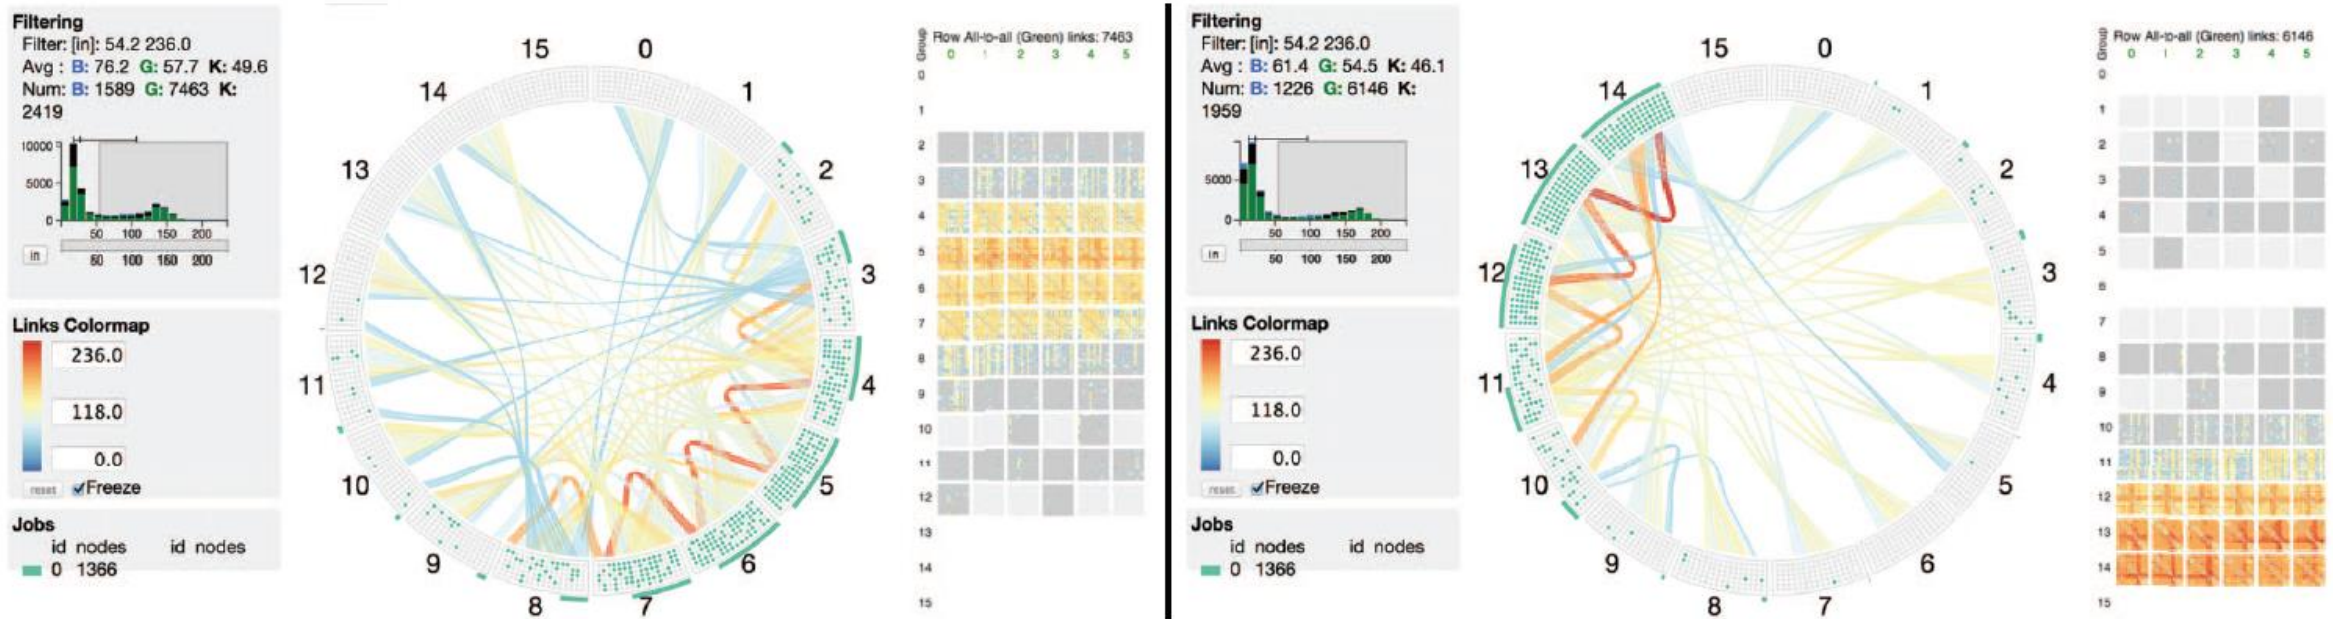 Filtering
Filter: [in]: 54.2 236.0
Avg : B: 76.2 G: 57.7 K: 49.6
Num: B: 1589 G: 7463 K:
2419
10000
5000
0
50 100 150 200
in
50 100 150 200
Links Colormap
236.0
118.0
0.0
reset Freeze
Jobs
id nodes id nodes
0 1366
15 0
14 1
13 2
12 3
11 4
10 5
9 6
8 7
Group
Row All-to-all (Green) links: 7463
0 1 2 3 4 5
0
1
2
3
4
5
6
7
8
9
10
11
12
13
14
15
Filtering
Filter: [in]: 54.2 236.0
Avg : B: 61.4 G: 54.5 K: 46.1
Num: B: 1226 G: 6146 K:
1959
5000
0
50 100 150 200
in
50 100 150 200
Links Colormap
236.0
118.0
0.0
reset Freeze
Jobs
id nodes id nodes
0 1366
15 0
14 1
13 2
12 3
11 4
10 5
9 6
8 7
Group
Row All-to-all (Green) links: 6146
0 1 2 3 4 5
0
1
2
3
4
5
6
7
8
9
10
11
12
13
14
15